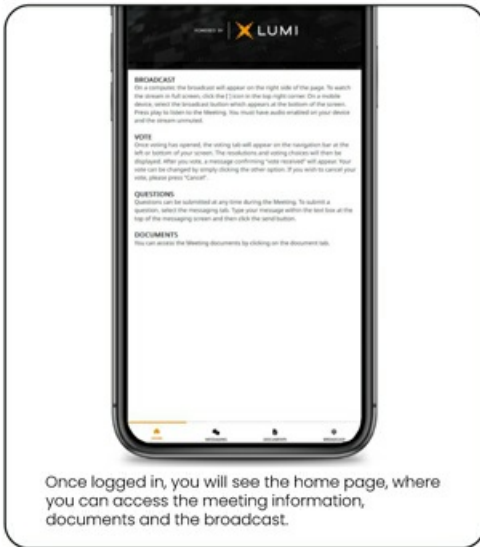 POWERED BY LUMI
BROADCAST
On a computer, the broadcast will appear on the right side of the page. To watch
the stream in full screen, click the [ ] icon in the top right corner. On a mobile
device, select the broadcast button which appears at the bottom of the screen.
Press play to listen to the Meeting. You must have audio enabled on your device
and the stream unmuted.
VOTE
Once voting has opened, the voting tab will appear on the navigation bar at the
left or bottom of your screen. The resolutions and voting choices will then be
displayed. After you vote, a message confirming "vote received" will appear. Your
vote can be changed by simply clicking the other option. If you wish to cancel your
vote, please press "Cancel".
QUESTIONS
Questions can be submitted at any time during the Meeting. To submit a
question, select the messaging tab. Type your message within the text box at the
top of the messaging screen and then click the send button.
DOCUMENTS
You can access the Meeting documents by clicking on the document tab.
HOME MESSAGING DOCUMENTS BROADCAST
Once logged in, you will see the home page, where
you can access the meeting information,
documents and the broadcast.